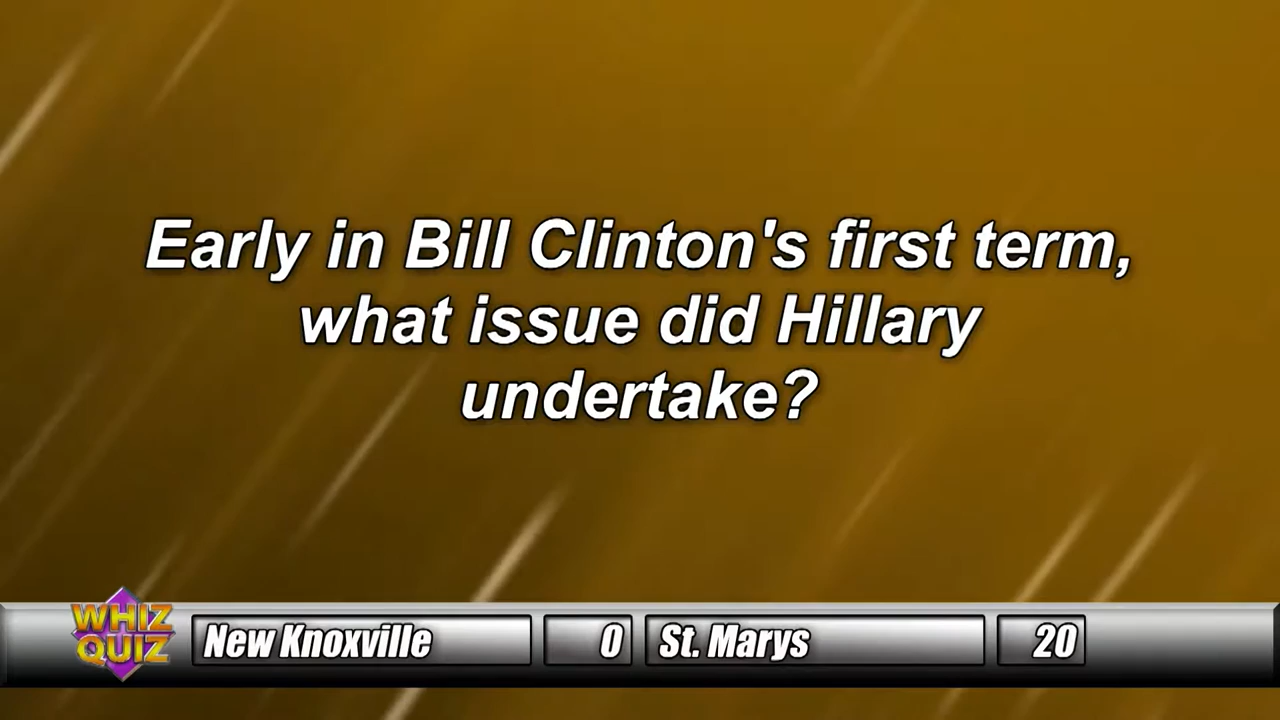 Early in Bill Clinton's first term,
what issue did Hillary
undertake?
WHIZ
QUIZ
New Knoxville 0 St. Marys 20